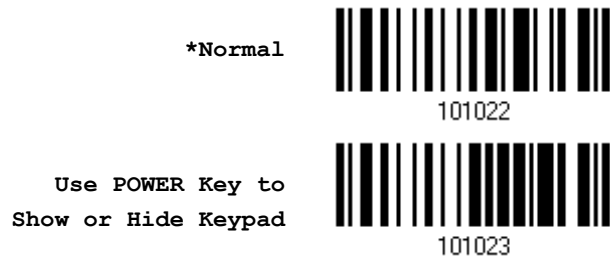 *Normal
101022
Use POWER Key to
Show or Hide Keypad
101023